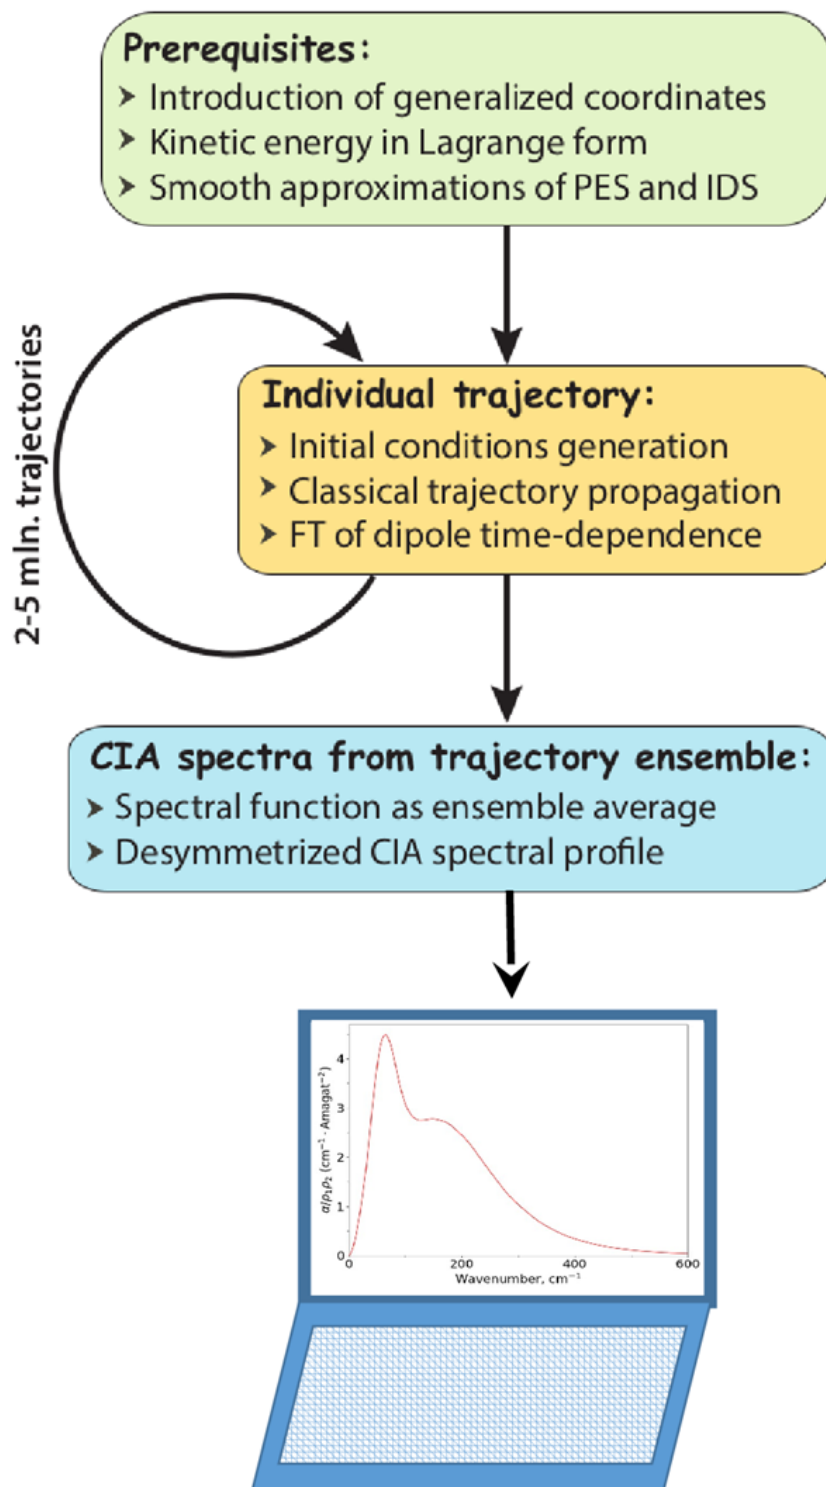 Prerequisites:
➤ Introduction of generalized coordinates
➤ Kinetic energy in Lagrange form
➤ Smooth approximations of PES and IDS
2-5 mln. trajectories
Individual trajectory:
➤ Initial conditions generation
➤ Classical trajectory propagation
➤ FT of dipole time-dependence
CIA spectra from trajectory ensemble:
➤ Spectral function as ensemble average
➤ Desymmetrized CIA spectral profile
α/ρ₁ρ₂ (cm⁻¹ · Amagat⁻²)
4
3
2
1
0
0 200 400 600
Wavenumber, cm⁻¹